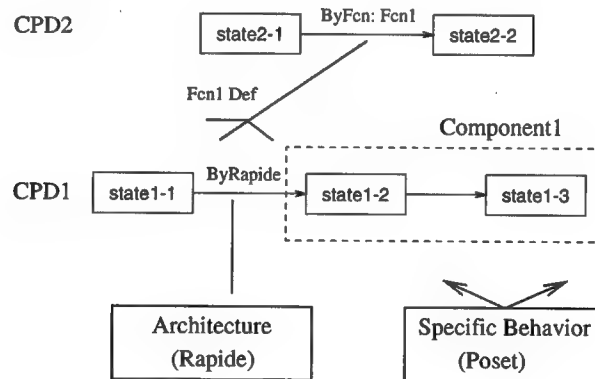 CPD2
state2-1
ByFcn: Fcn1
state2-2
Fcn1 Def
Component1
CPD1
state1-1
ByRapide
state1-2
state1-3
Architecture
(Rapide)
Specific Behavior
(Poset)